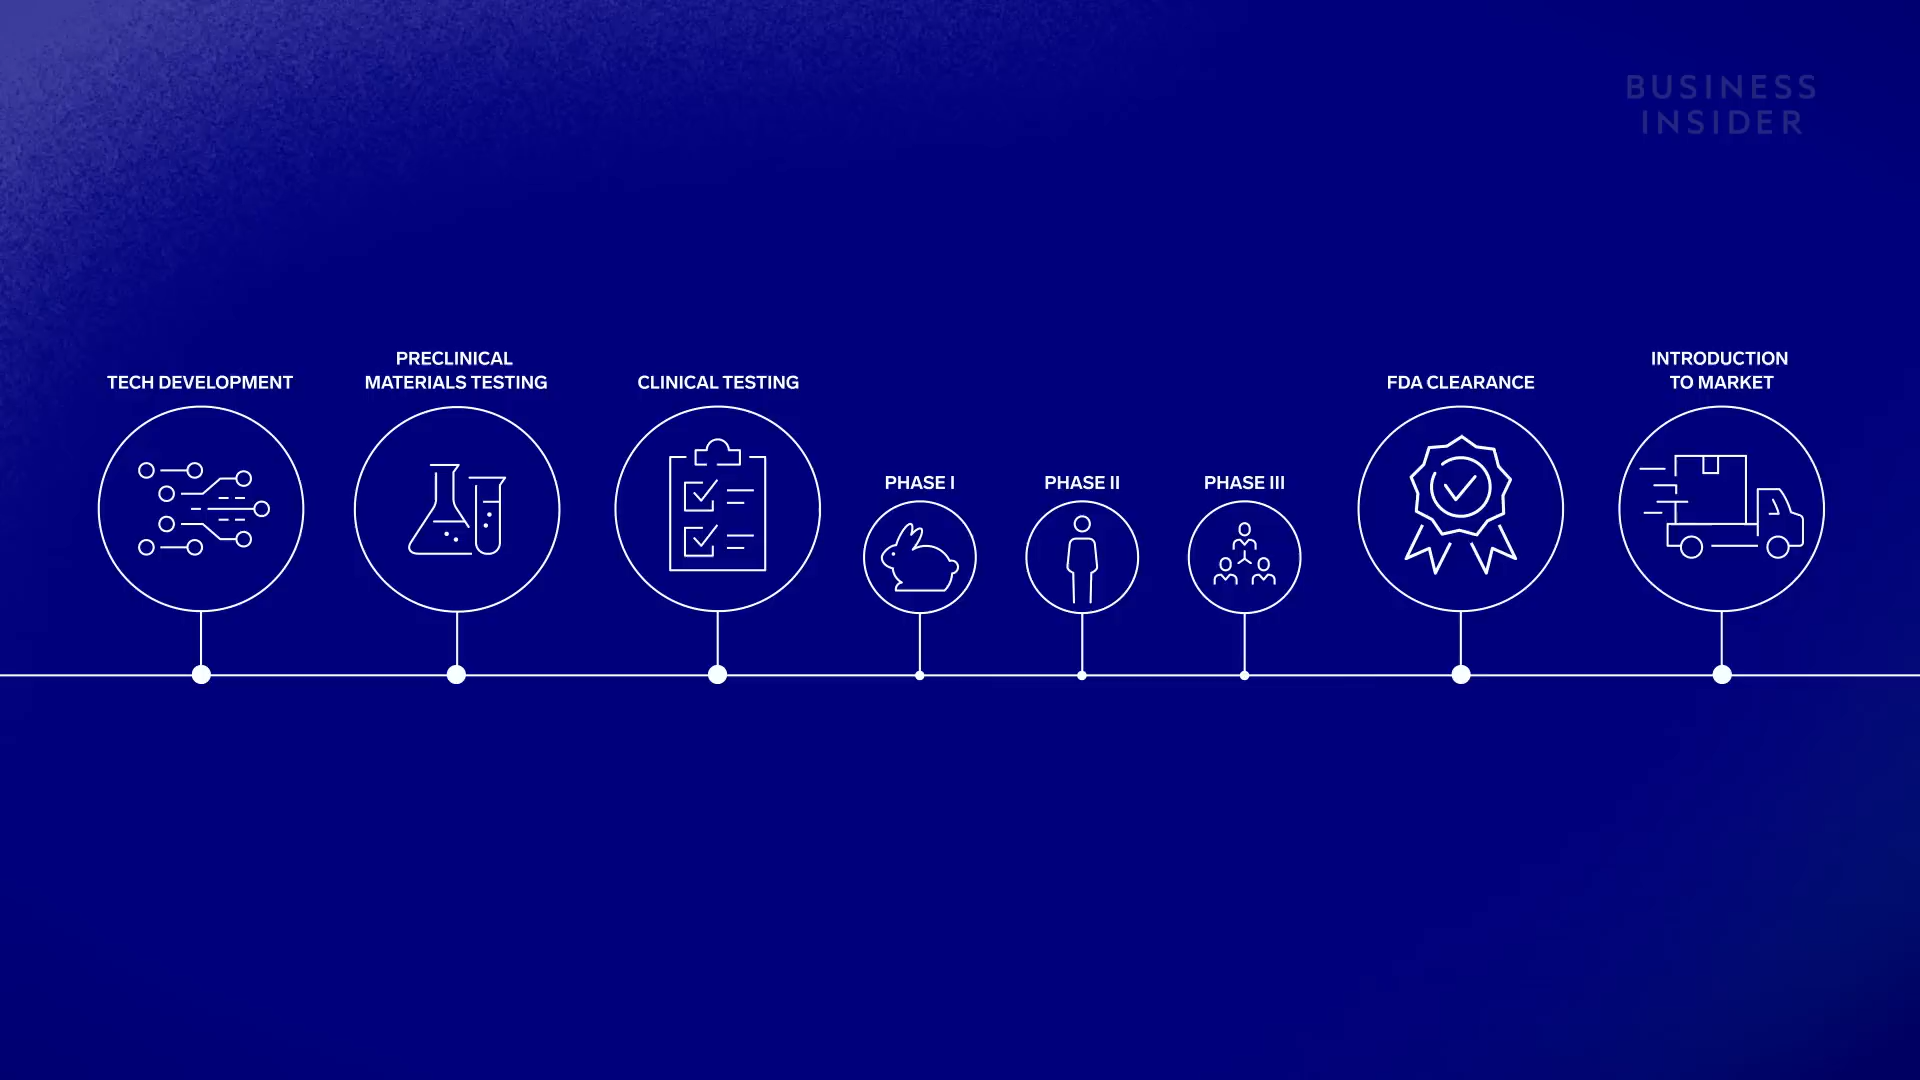 BUSINESS
INSIDER
TECH DEVELOPMENT
PRECLINICAL
MATERIALS TESTING
CLINICAL TESTING
PHASE I
PHASE II
PHASE III
FDA CLEARANCE
INTRODUCTION
TO MARKET